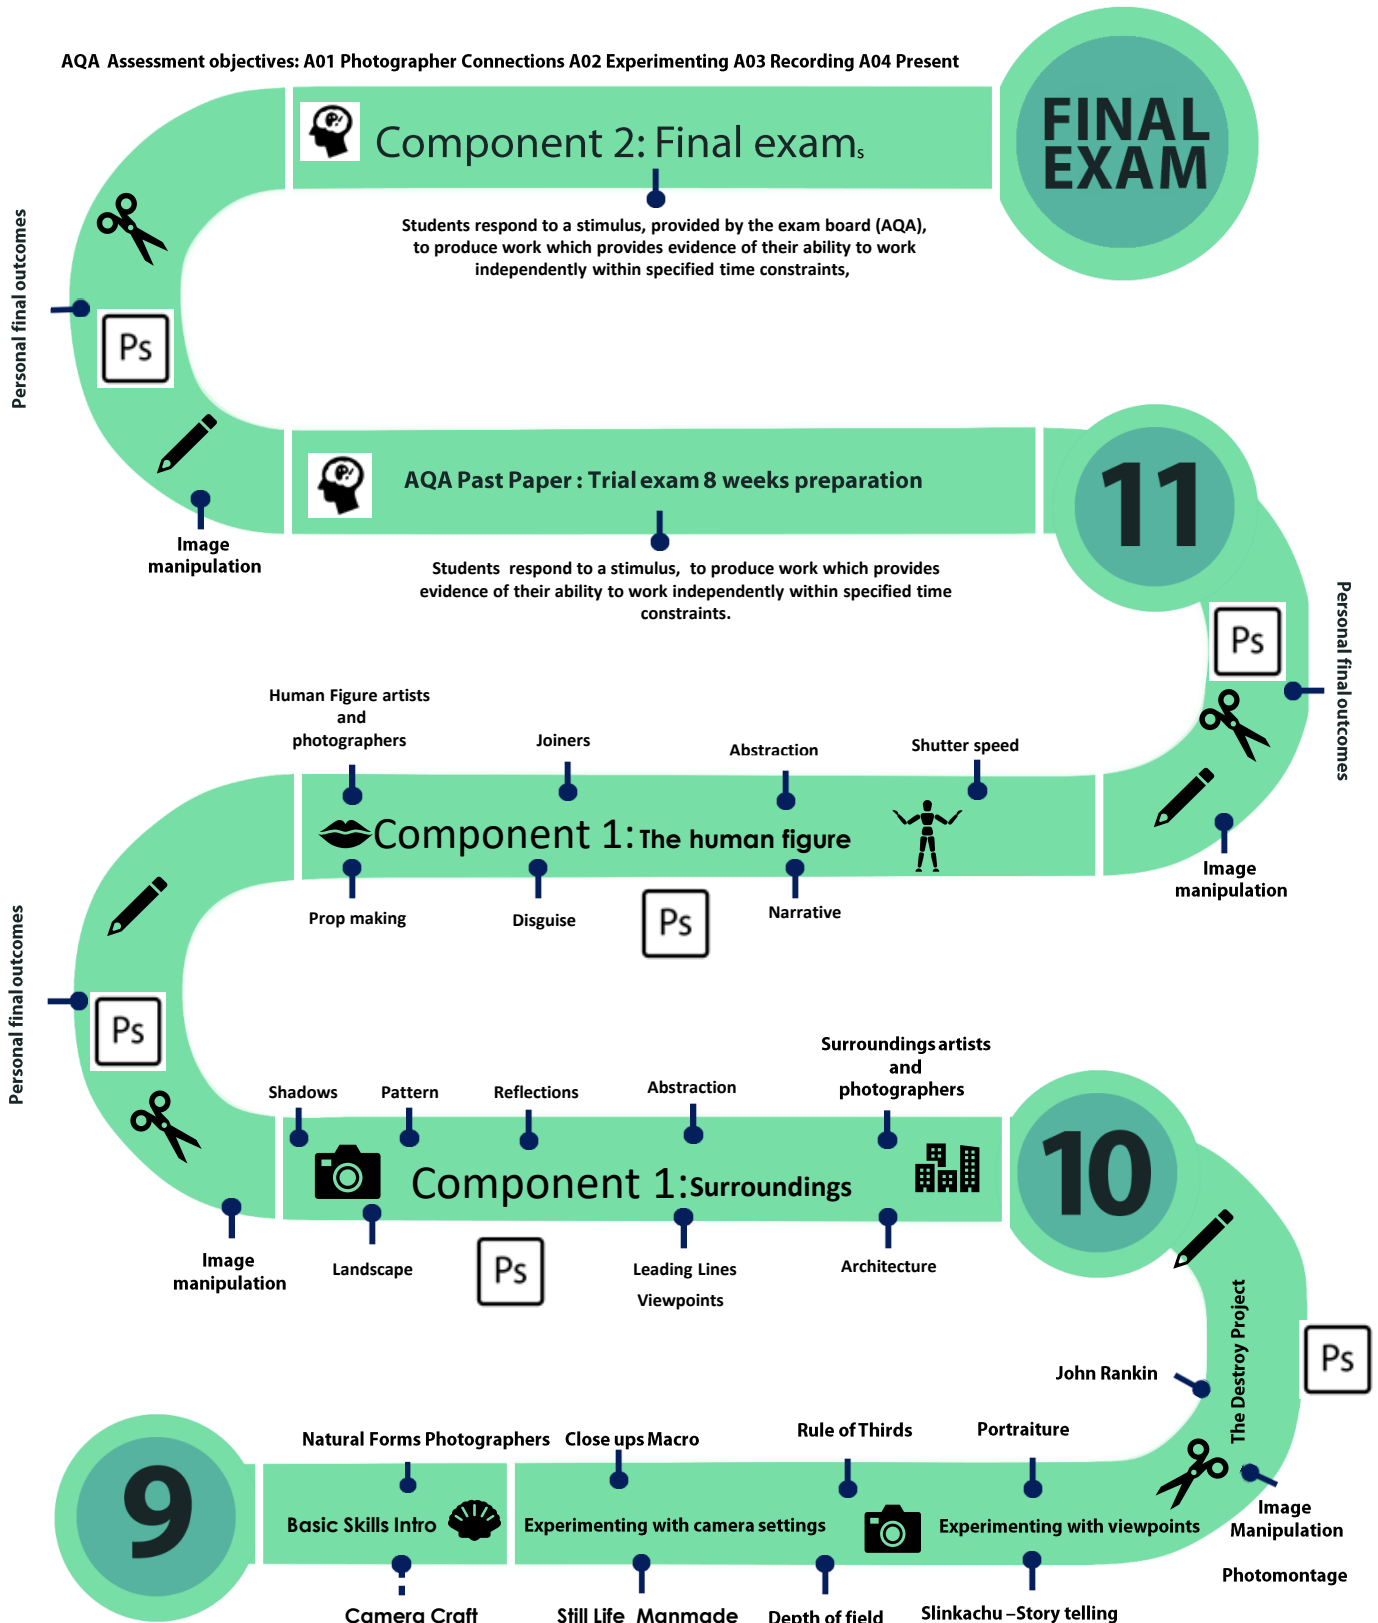 AQA Assessment objectives: A01 Photographer Connections A02 Experimenting A03 Recording A04 Present
FINAL
EXAM
Component 2: Final exams
Students respond to a stimulus, provided by the exam board (AQA),
to produce work which provides evidence of their ability to work
independently within specified time constraints,
Personal final outcomes
Ps
Image
manipulation
AQA Past Paper : Trial exam 8 weeks preparation
11
Students respond to a stimulus, to produce work which provides
evidence of their ability to work independently within specified time
constraints.
Ps
Personal final outcomes
Image
manipulation
Human Figure artists
and
photographers
Joiners
Abstraction
Shutter speed
Component 1: The human figure
Prop making
Disguise
Ps
Narrative
Personal final outcomes
Ps
Image
manipulation
Shadows
Pattern
Reflections
Abstraction
Surroundings artists
and
photographers
Component 1:Surroundings
10
Landscape
Ps
Leading Lines
Viewpoints
Architecture
The Destroy Project
Ps
John Rankin
Image
Manipulation
Photomontage
9
Natural Forms Photographers
Close ups Macro
Rule of Thirds
Portraiture
Basic Skills Intro
Experimenting with camera settings
Experimenting with viewpoints
Camera Craft
Still Life Manmade
Depth of field
Slinkachu –Story telling